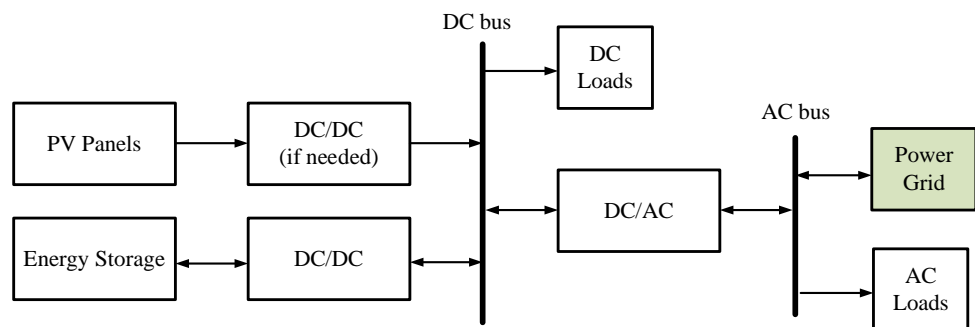 DC bus
DC
Loads
AC bus
PV Panels
DC/DC
(if needed)
Power
Grid
DC/AC
Energy Storage
DC/DC
AC
Loads